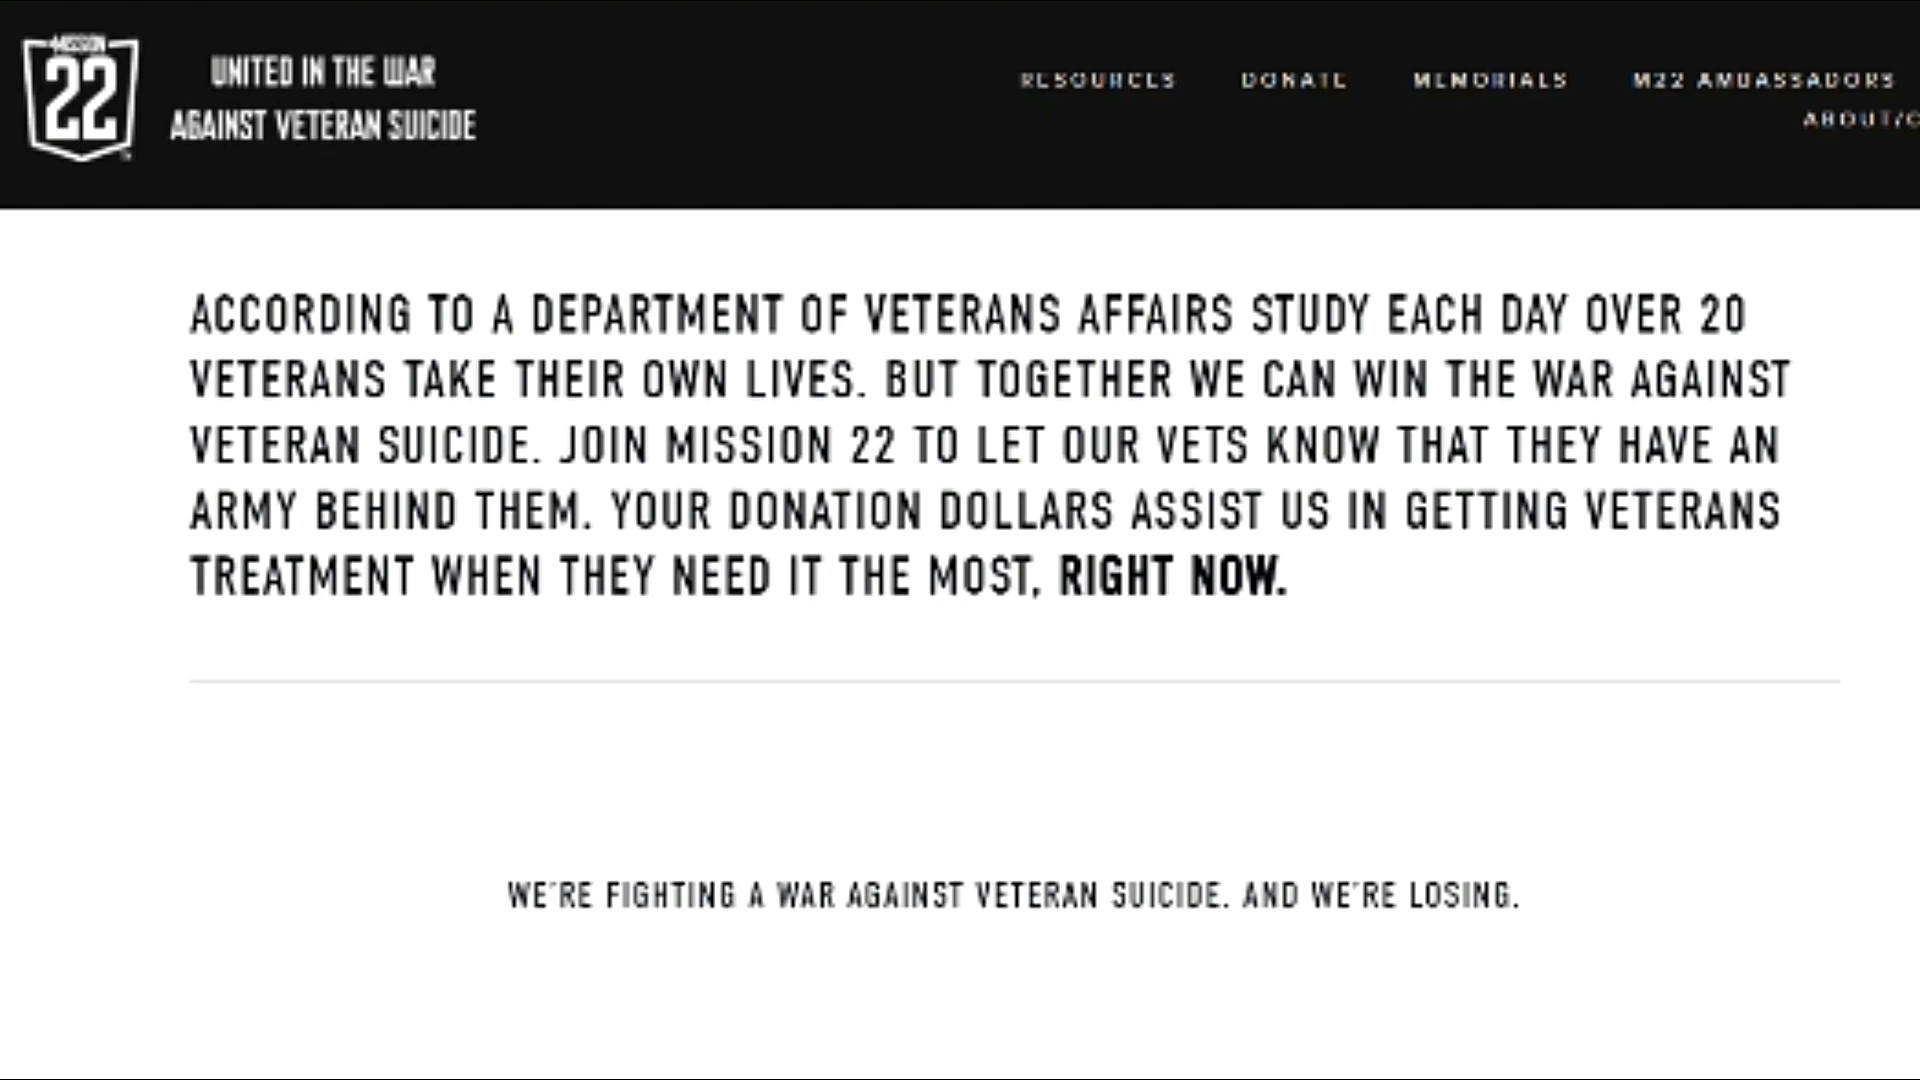 MISSION
22
UNITED IN THE WAR
AGAINST VETERAN SUICIDE
RESOURCES DONATE MEMORIALS M22 AMBASSADORS
ABOUT/C
ACCORDING TO A DEPARTMENT OF VETERANS AFFAIRS STUDY EACH DAY OVER 20
VETERANS TAKE THEIR OWN LIVES. BUT TOGETHER WE CAN WIN THE WAR AGAINST
VETERAN SUICIDE. JOIN MISSION 22 TO LET OUR VETS KNOW THAT THEY HAVE AN
ARMY BEHIND THEM. YOUR DONATION DOLLARS ASSIST US IN GETTING VETERANS
TREATMENT WHEN THEY NEED IT THE MOST, RIGHT NOW.
WE'RE FIGHTING A WAR AGAINST VETERAN SUICIDE. AND WE'RE LOSING.